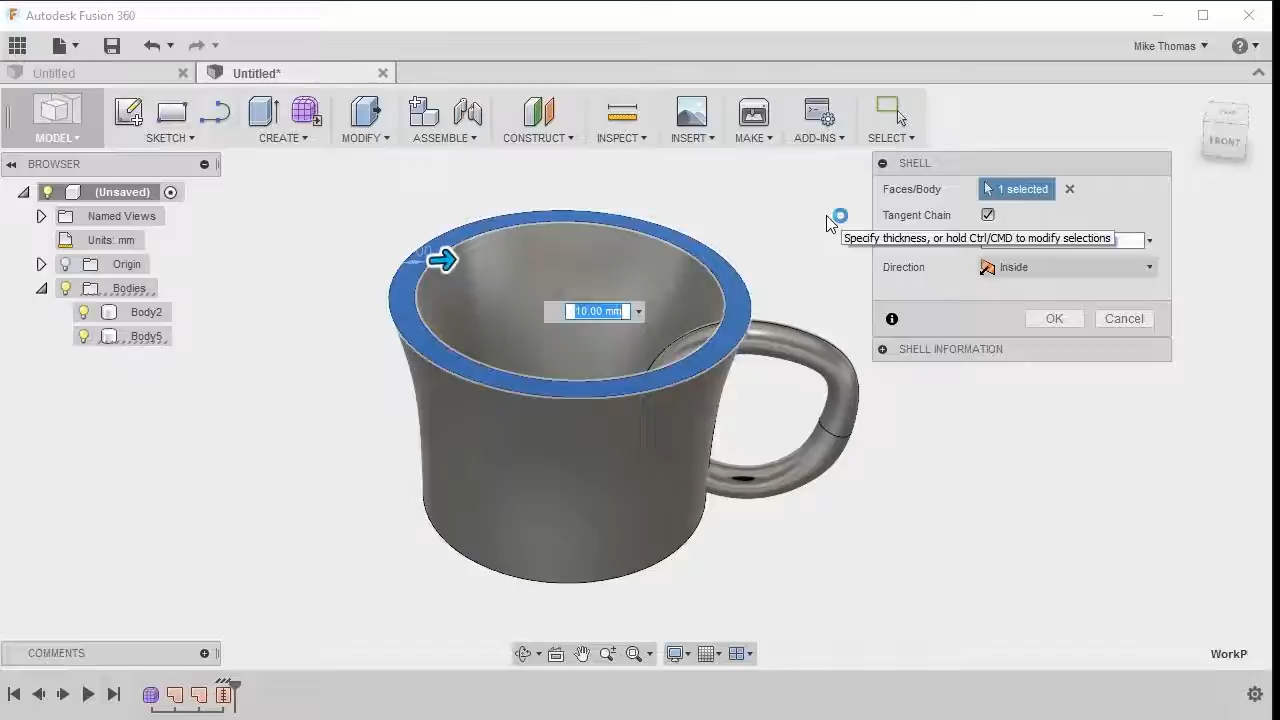 Autodesk Fusion 360
Mike Thomas
Untitled
Untitled*
MODEL
SKETCH
CREATE
MODIFY
ASSEMBLE
CONSTRUCT
INSPECT
INSERT
MAKE
ADD-INS
SELECT
FRONT
BROWSER
(Unsaved)
Named Views
Units: mm
Origin
Bodies
Body2
Body5
10.00 mm
SHELL
Faces/Body
1 selected
Tangent Chain
Specify thickness, or hold Ctrl/CMD to modify selections
Direction
Inside
OK
Cancel
SHELL INFORMATION
COMMENTS
WorkP